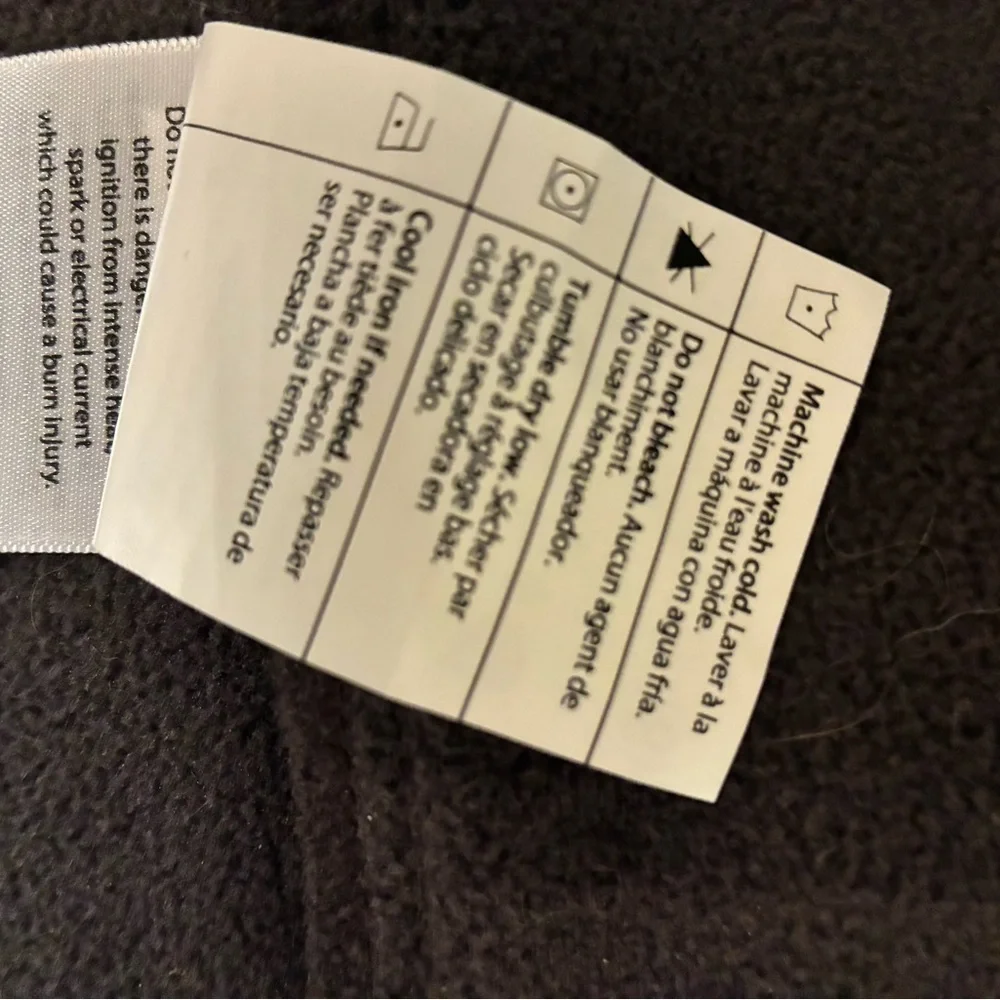 Machine wash cold. Laver à la
machine à l'eau froide.
Lavar a máquina con agua fría.
Do not bleach. Aucun agent de
blanchiment.
No usar blanqueador.
Tumble dry low. Sécher par
culbutage à réglage bas.
Secar en secadora en
ciclo delicado.
Cool iron if needed. Repasser
à fer tiède au besoin.
Plancha a baja temperatura de
ser necesario.
Do
there is
ignition from intense
spark or electrical current
which could cause a burn injury.